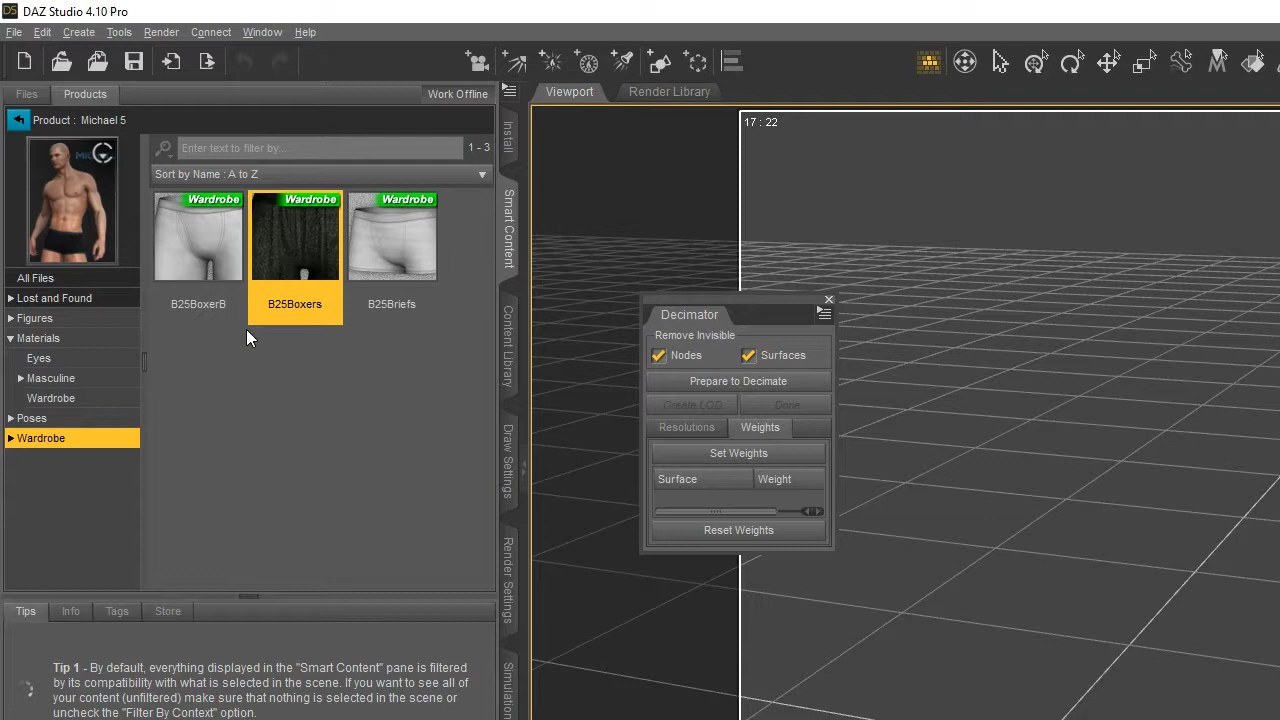 DAZ Studio 4.10 Pro
File Edit Create Tools Render Connect Window Help
Files Products Work Offline
Product : Michael 5
Enter text to filter by... 1 - 3
Sort by Name : A to Z
All Files
Lost and Found
Figures
Materials
Eyes
Masculine
Wardrobe
Poses
Wardrobe
Wardrobe Wardrobe Wardrobe
B25BoxerB B25Boxers B25Briefs
Tips Info Tags Store
Tip 1 - By default, everything displayed in the "Smart Content" pane is filtered
by its compatibility with what is selected in the scene. If you want to see all of
your content (unfiltered) make sure that nothing is selected in the scene or
uncheck the "Filter By Context" option.
Install
Smart Content
Content Library
Draw Settings
Render Settings
Simulation
Viewport Render Library
17 : 22
Decimator
Remove Invisible
Nodes Surfaces
Prepare to Decimate
Create LOD Done
Resolutions Weights
Set Weights
Surface Weight
Reset Weights